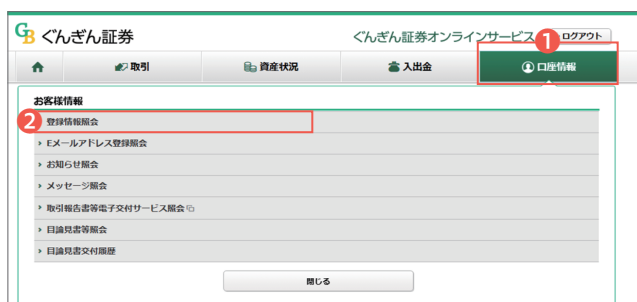 GB ぐんぎん証券
ぐんぎん証券オンラインサービス 1 ログアウト
取引 資産状況 入出金 口座情報
お客様情報
2 登録情報照会
Eメールアドレス登録照会
お知らせ照会
メッセージ照会
取引報告書等電子交付サービス照会
目論見書等照会
目論見書交付履歴
閉じる